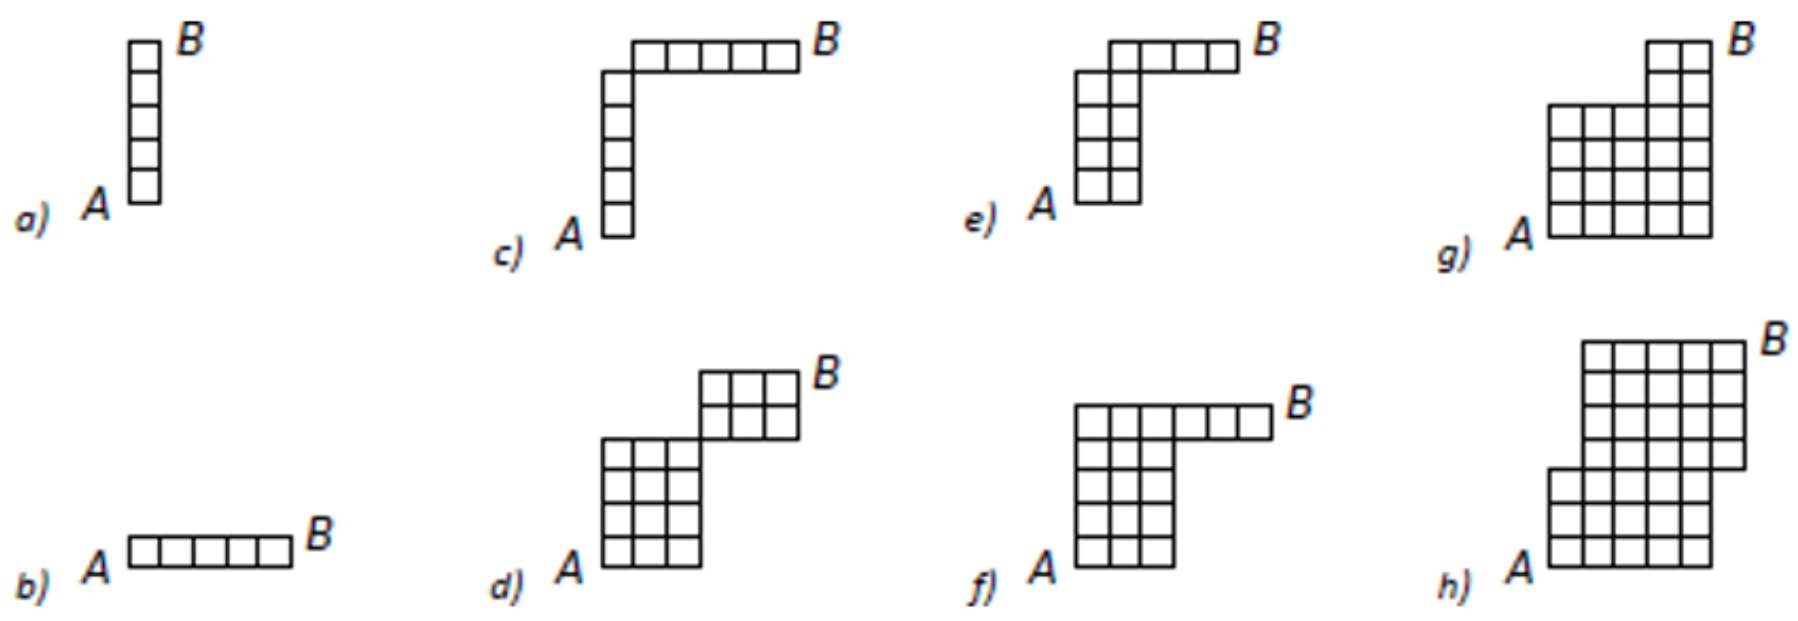 a) A B
c) A B
e) A B
g) A B
b) A B
d) A B
f) A B
h) A B